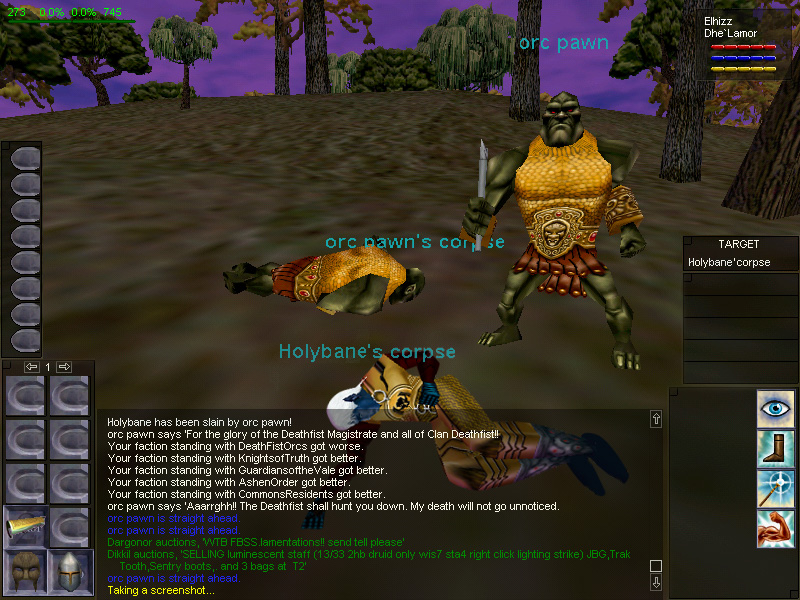 273 0.0% 0.0% 745
Elhizz
Dhe`Lamor
orc pawn
orc pawn's corpse
TARGET
Holybane'corpse
Holybane's corpse
1
Holybane has been slain by orc pawn!
orc pawn says 'For the glory of the Deathfist Magistrate and all of Clan Deathfist!!
Your faction standing with DeathFistOrcs got worse.
Your faction standing with KnightsofTruth got better.
Your faction standing with GuardiansoftheVale got better.
Your faction standing with AshenOrder got better.
Your faction standing with CommonsResidents got better.
orc pawn says 'Aaarrghh!! The Deathfist shall hunt you down. My death will not go unnoticed.
orc pawn is straight ahead.
orc pawn is straight ahead.
Dargonor auctions, 'WTB FBSS.lamentations!! send tell please'
Dikkil auctions, 'SELLING luminescent staff (13/33 2hb druid only wis7 sta4 right click lighting strike) JBG,Trak
Tooth,Sentry boots,. and 3 bags at T2'
orc pawn is straight ahead.
Taking a screenshot...